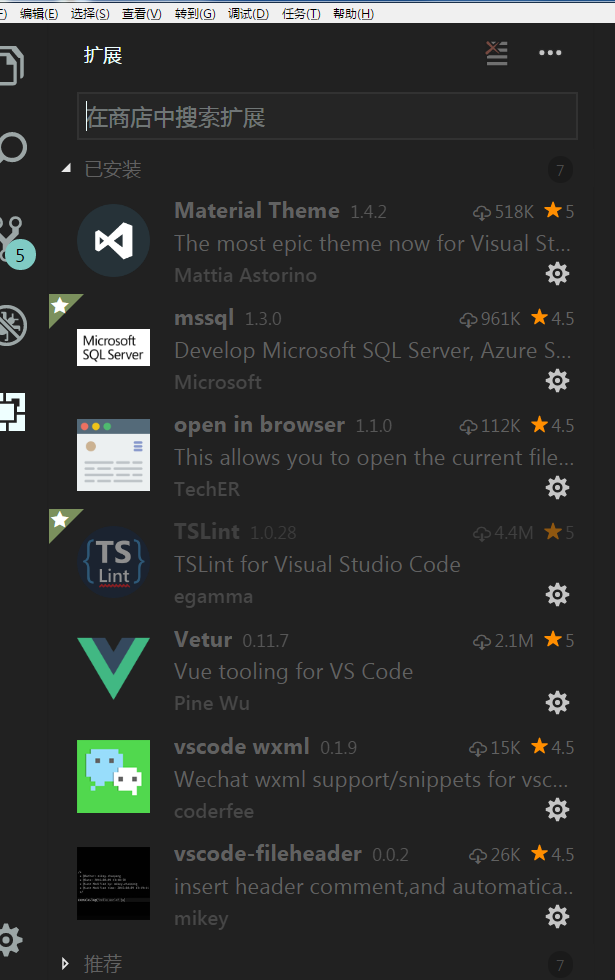 编辑(E) 选择(S) 查看(V) 转到(G) 调试(D) 任务(T) 帮助(H)
扩展
在商店中搜索扩展
已安装 7
Material Theme 1.4.2 518K 5
The most epic theme now for Visual St...
Mattia Astorino
5
mssql 1.3.0 961K 4.5
Microsoft
SQL Server
Develop Microsoft SQL Server, Azure S...
Microsoft
open in browser 1.1.0 112K 4.5
This allows you to open the current file...
TechER
TSLint 1.0.28 4.4M 5
{TS}
Lint
TSLint for Visual Studio Code
egamma
Vetur 0.11.7 2.1M 5
Vue tooling for VS Code
Pine Wu
vscode wxml 0.1.9 15K 4.5
Wechat wxml support/snippets for vsc...
coderfee
vscode-fileheader 0.0.2 26K 4.5
insert header comment,and automatica..
mikey
推荐 7